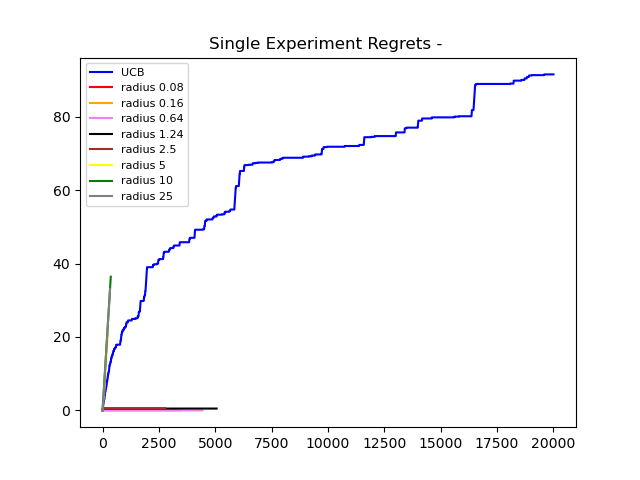 Single Experiment Regrets -
UCB
radius 0.08
radius 0.16
radius 0.64
radius 1.24
radius 2.5
radius 5
radius 10
radius 25
80
60
40
20
0
0 2500 5000 7500 10000 12500 15000 17500 20000